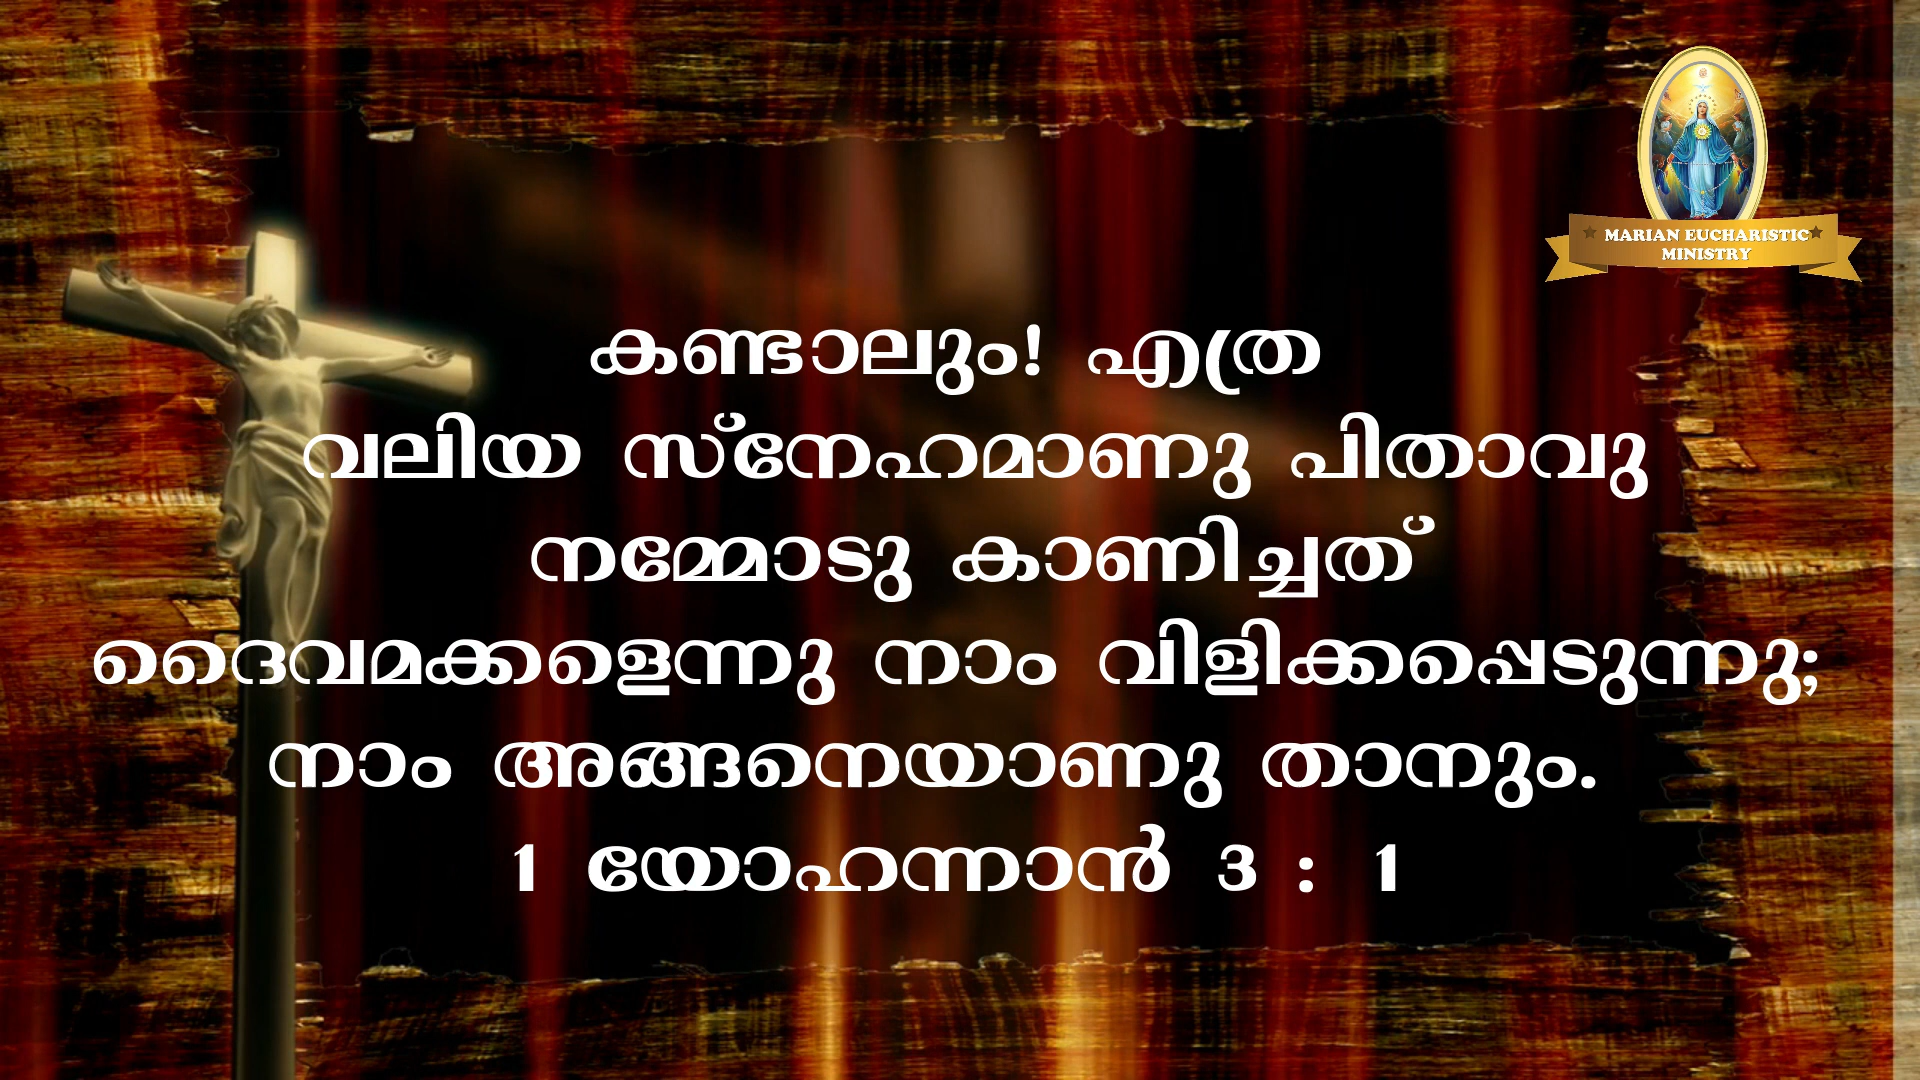 MARIAN EUCHARISTIC
MINISTRY
കണ്ടാലും! എത്ര
വലിയ സ്നേഹമാണു പിതാവു
നമ്മോടു കാണിച്ചത്
ദൈവമക്കളെന്നു നാം വിളിക്കപ്പെടുന്നു;
നാം അങ്ങനെയാണു താനും.
1 യോഹന്നാൻ 3 : 1